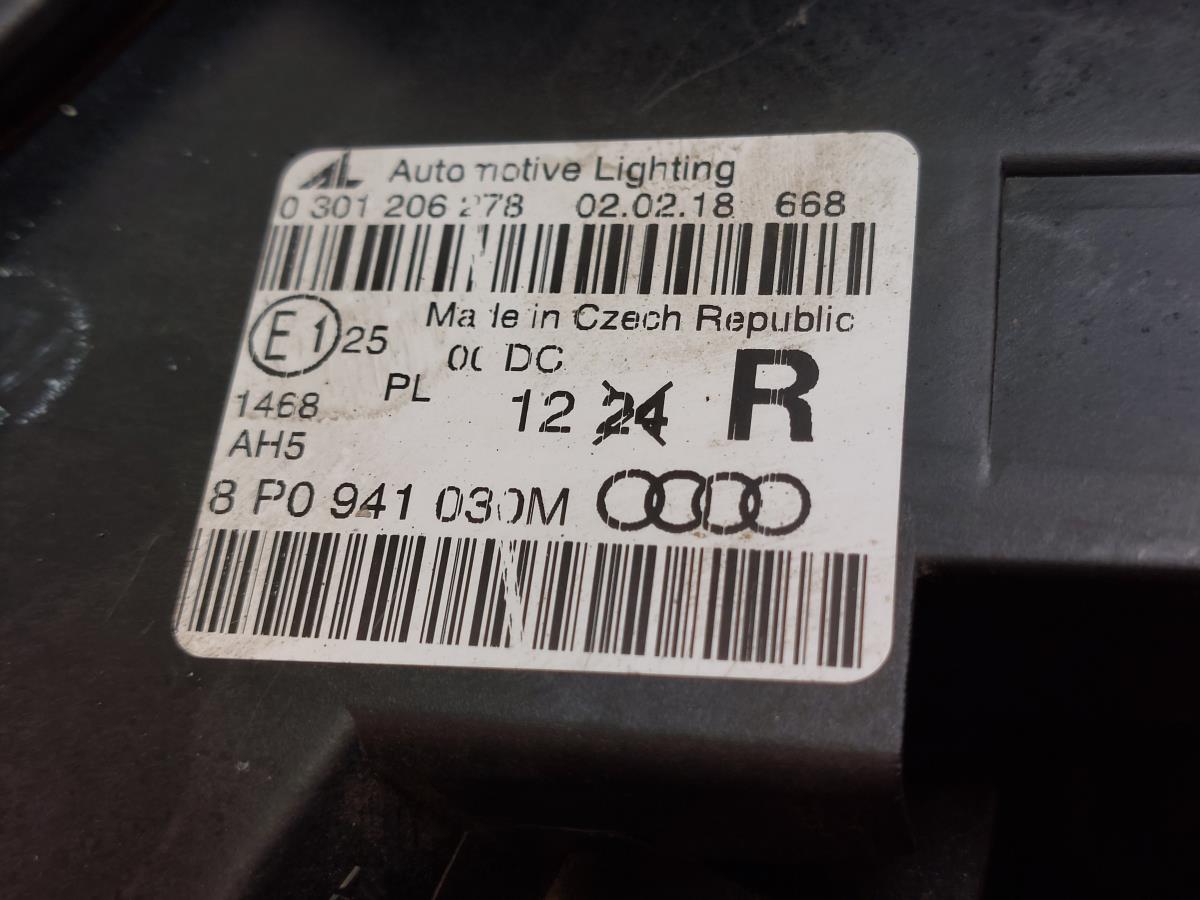 AL Automotive Lighting
0 301 206 278 02.02.18 668
Made in Czech Republic
E1 25 00 DC
PL 12 24 R
1468
AH5
8 P0 941 030M